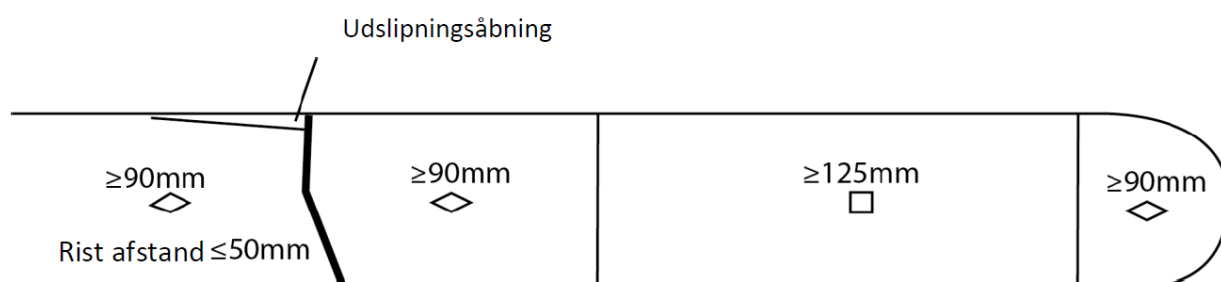 Udslipningsåbning
≥90mm
≥90mm
≥125mm
≥90mm
Rist afstand ≤50mm